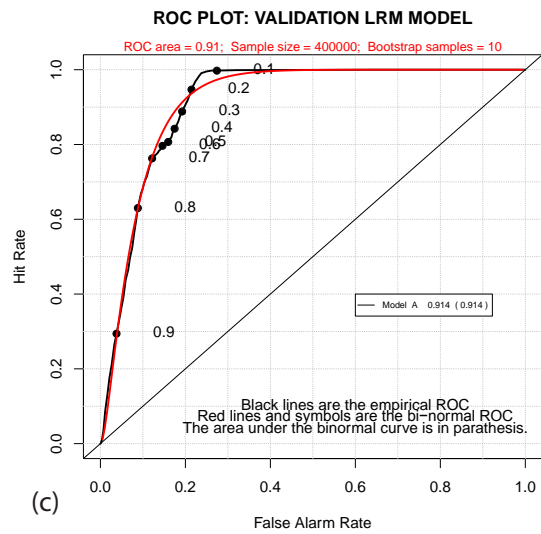 ROC PLOT: VALIDATION LRM MODEL
ROC area = 0.91; Sample size = 400000; Bootstrap samples = 10
1.0
0.8
0.6
0.4
0.2
0.0
Hit Rate
0.1
0.2
0.3
0.4
0.5
0.6
0.7
0.8
0.9
Model A 0.914 ( 0.914 )
Black lines are the empirical ROC
Red lines and symbols are the bi−normal ROC
The area under the binormal curve is in parathesis.
0.0 0.2 0.4 0.6 0.8 1.0
(c)
False Alarm Rate